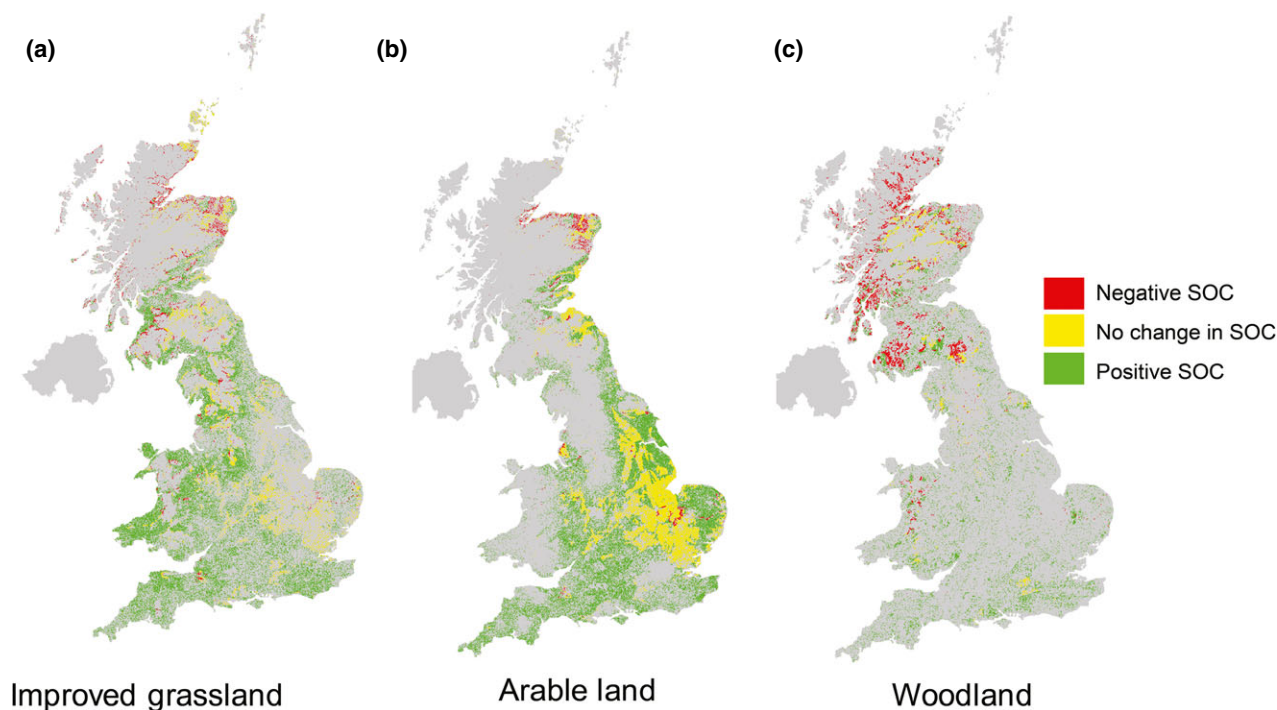 (a)
(b)
(c)
Negative SOC
No change in SOC
Positive SOC
Improved grassland
Arable land
Woodland